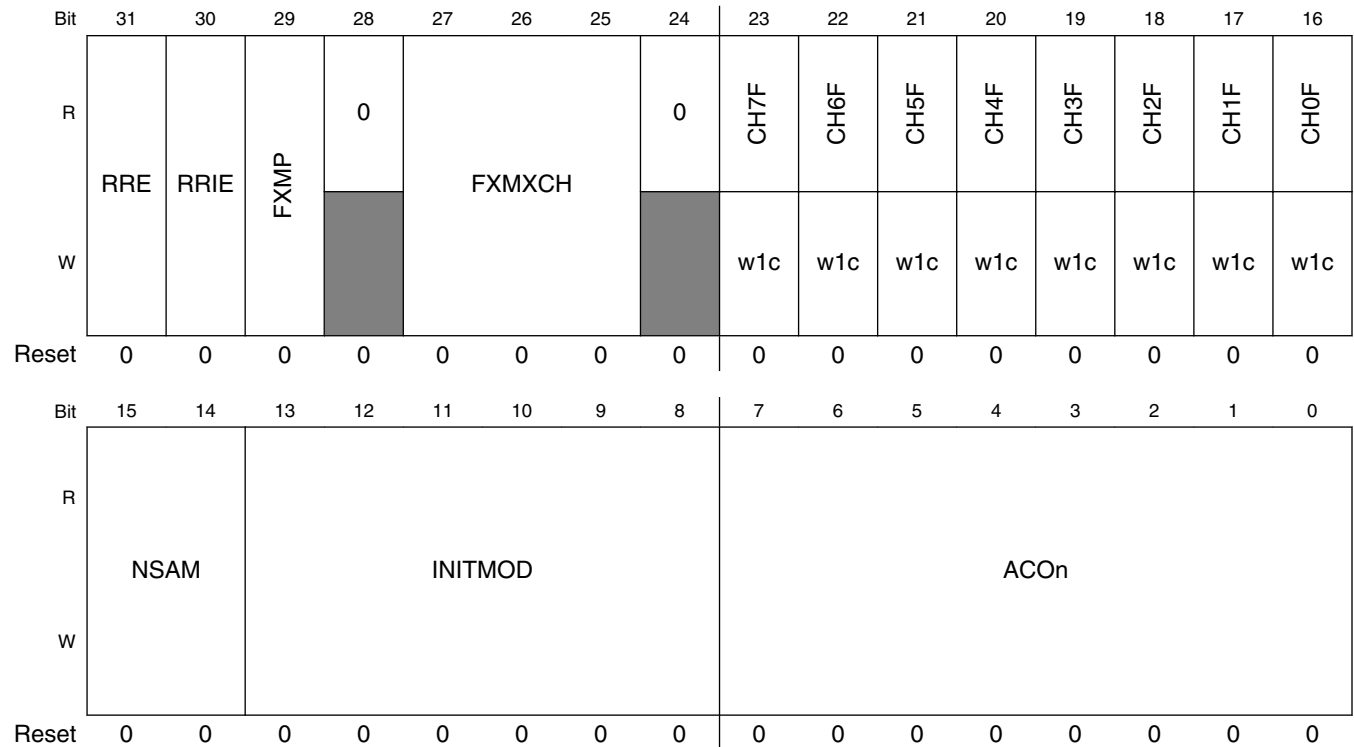 Bit 31 30 29 28 27 26 25 24 23 22 21 20 19 18 17 16
R 0 0 CH7F CH6F CH5F CH4F CH3F CH2F CH1F CH0F
RRE RRIE FXMP FXMXCH
W w1c w1c w1c w1c w1c w1c w1c w1c
Reset 0 0 0 0 0 0 0 0 0 0 0 0 0 0 0 0
Bit 15 14 13 12 11 10 9 8 7 6 5 4 3 2 1 0
R
NSAM INITMOD ACOn
W
Reset 0 0 0 0 0 0 0 0 0 0 0 0 0 0 0 0